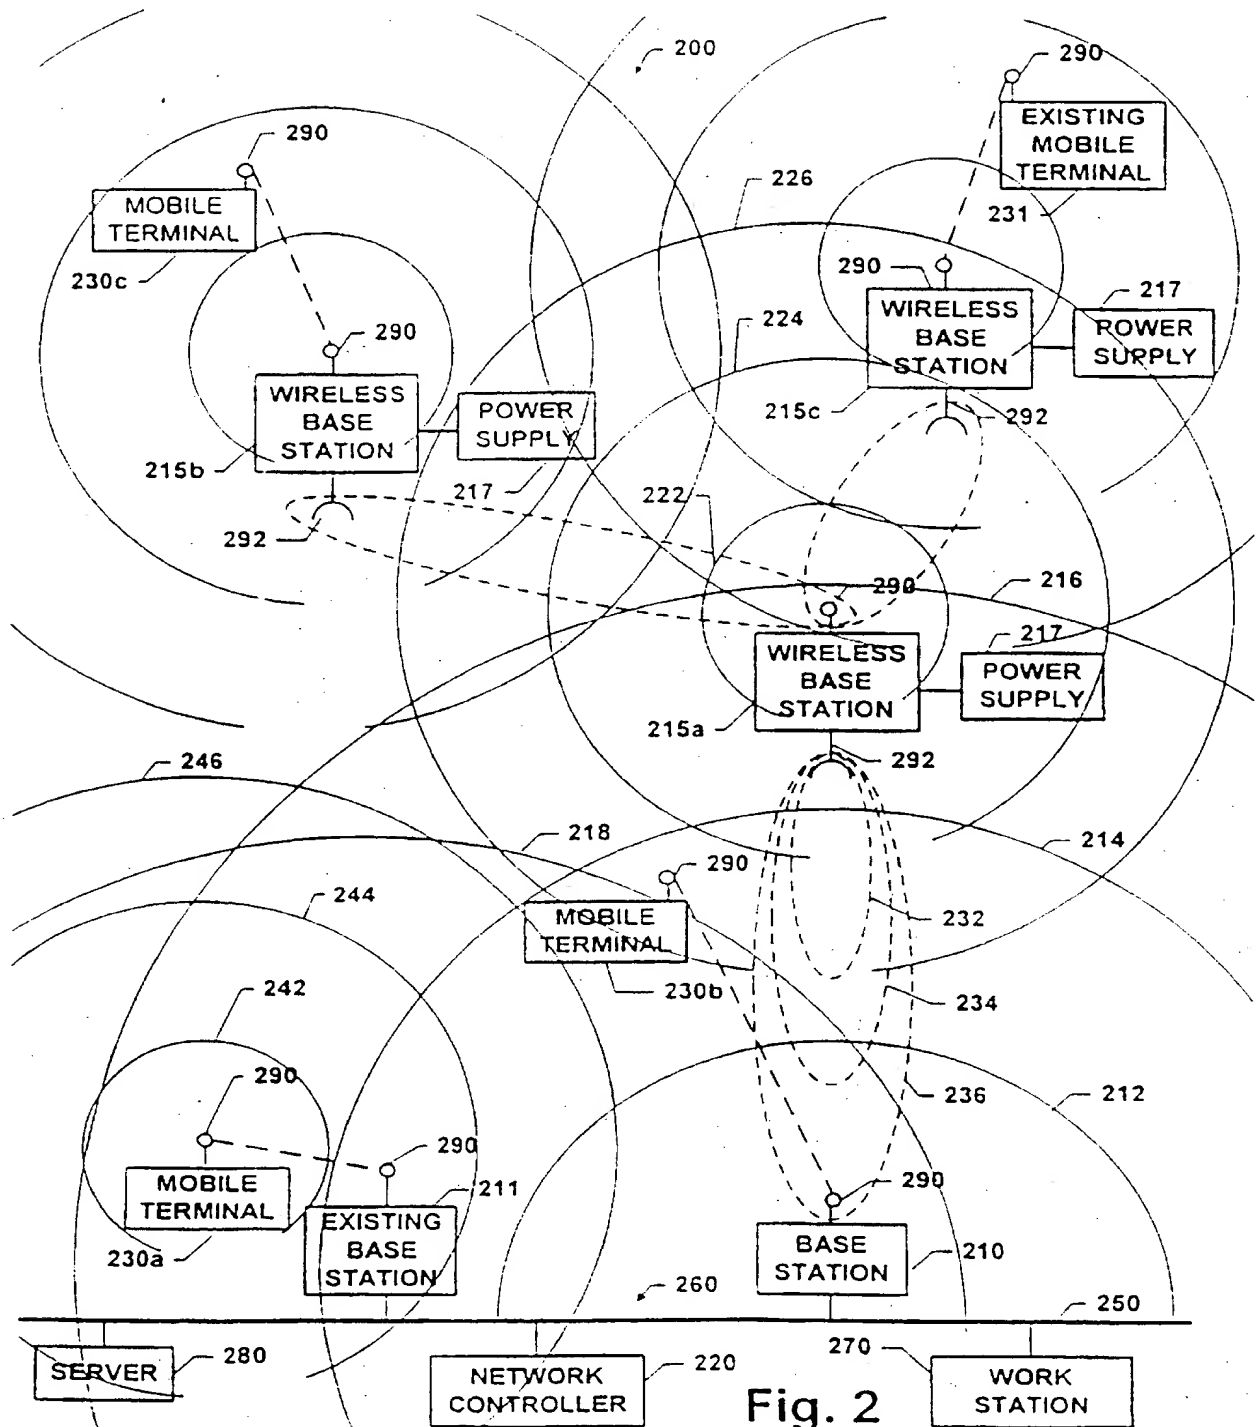 200
290
EXISTING
MOBILE
TERMINAL
231
290
MOBILE
TERMINAL
230c
226
290
WIRELESS
BASE
STATION
215c
217
POWER
SUPPLY
224
292
290
WIRELESS
BASE
STATION
215b
POWER
SUPPLY
217
292
222
290
216
WIRELESS
BASE
STATION
215a
217
POWER
SUPPLY
292
246
218
290
214
244
MOBILE
TERMINAL
230b
232
234
242
236
212
290
MOBILE
TERMINAL
230a
290
211
EXISTING
BASE
STATION
290
BASE
STATION
210
260
250
SERVER
280
NETWORK
CONTROLLER
220
270
WORK
STATION
Fig. 2